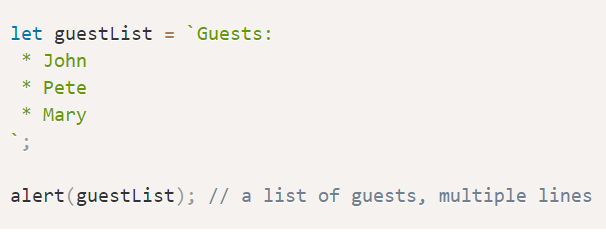 let guestList = `Guests:
 * John
 * Pete
 * Mary
`;

alert(guestList); // a list of guests, multiple lines